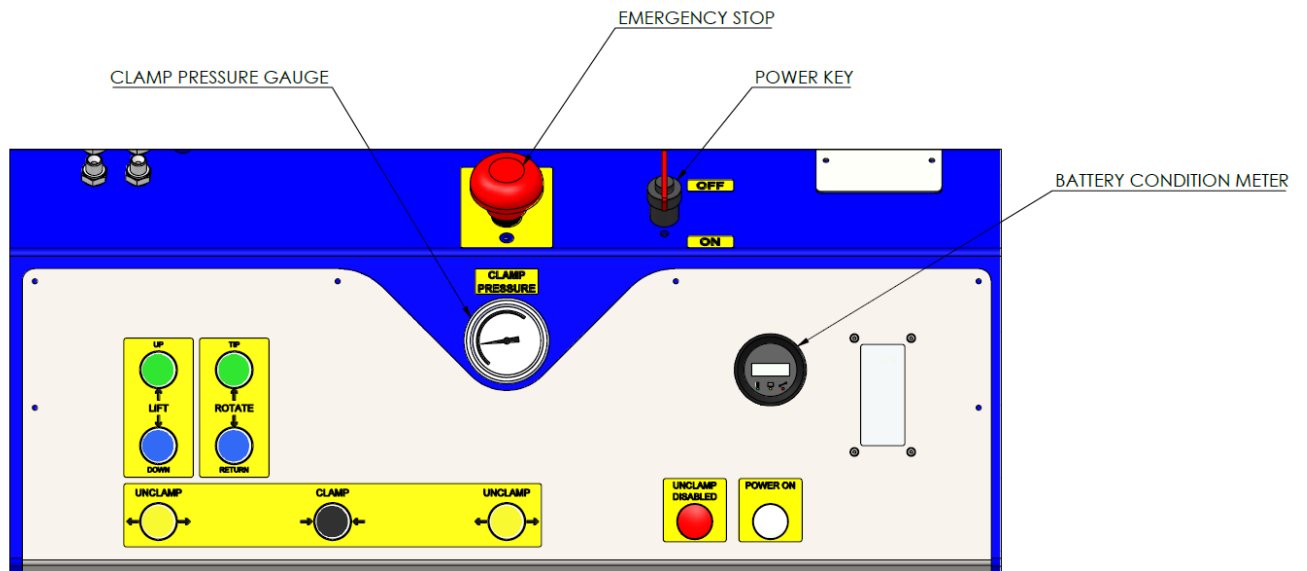 EMERGENCY STOP
CLAMP PRESSURE GAUGE
POWER KEY
BATTERY CONDITION METER
OFF
ON
CLAMP
PRESSURE
UP
LIFT
DOWN
TIP
ROTATE
RETURN
UNCLAMP
CLAMP
UNCLAMP
UNCLAMP
DISABLED
POWER ON